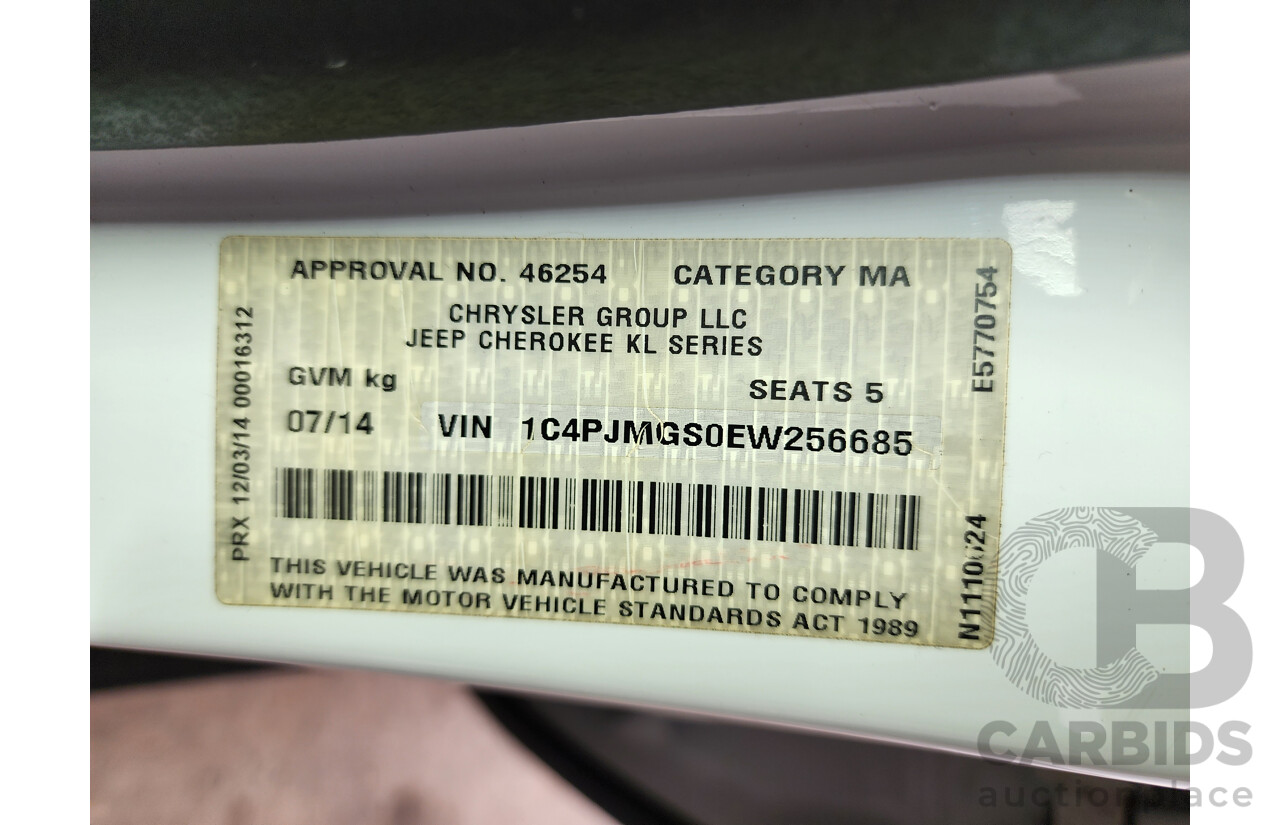 APPROVAL NO. 46254 CATEGORY MA
CHRYSLER GROUP LLC
JEEP CHEROKEE KL SERIES
GVM kg SEATS 5
07/14 VIN 1C4PJMGS0EW256685
THIS VEHICLE WAS MANUFACTURED TO COMPLY
WITH THE MOTOR VEHICLE STANDARDS ACT 1989
PRX 12/03/14 00016312
E5770754
N1110624
CB
CARBIDS
auctionplace